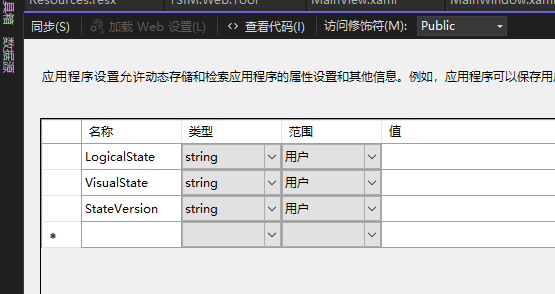 Resources.resx TSIM.Web.Tool MainView.xaml MainWindow.xaml
具箱
数据源
同步(S) 加载 Web 设置(L) 查看代码(I) 访问修饰符(M): Public
应用程序设置允许动态存储和检索应用程序的属性设置和其他信息。例如，应用程序可以保存用
名称 类型 范围 值
LogicalState string 用户
VisualState string 用户
StateVersion string 用户
*